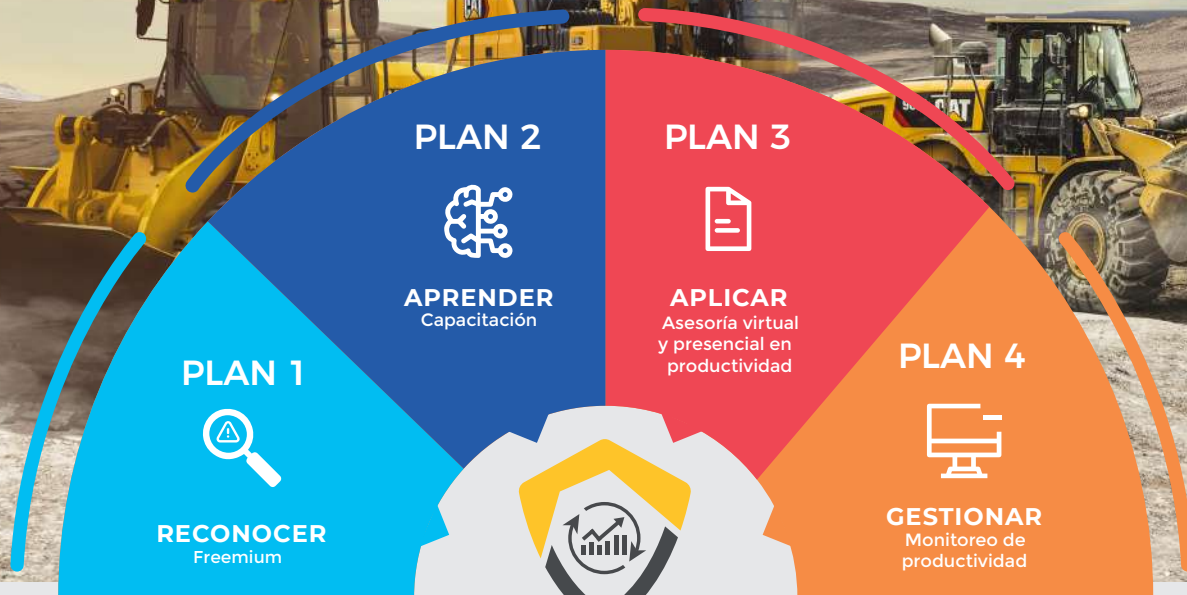 PLAN 1
RECONOCER
Freemium
PLAN 2
APRENDER
Capacitación
PLAN 3
APLICAR
Asesoría virtual
y presencial en
productividad
PLAN 4
GESTIONAR
Monitoreo de
productividad
CAT